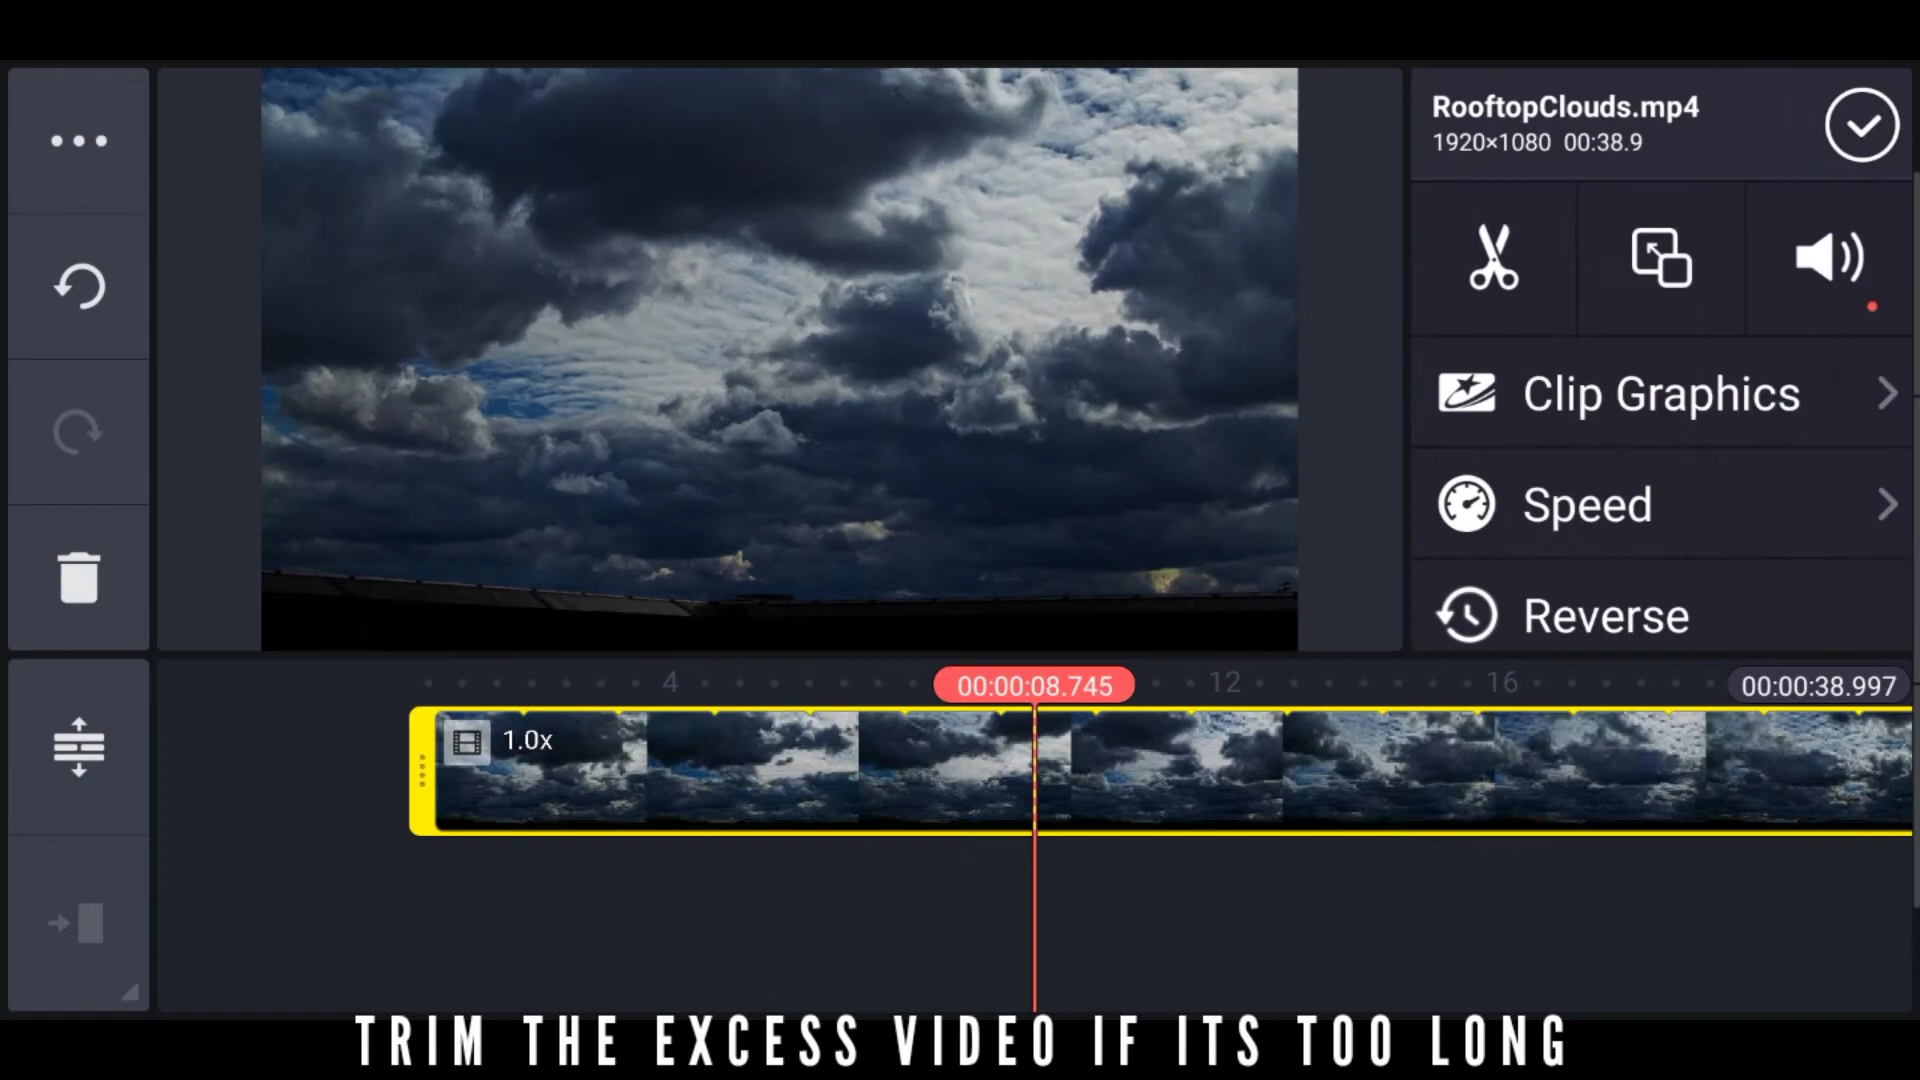 RooftopClouds.mp4
1920×1080 00:38.9
Clip Graphics
Speed
Reverse
4
00:00:08.745
12
16
00:00:38.997
1.0x
TRIM THE EXCESS VIDEO IF ITS TOO LONG